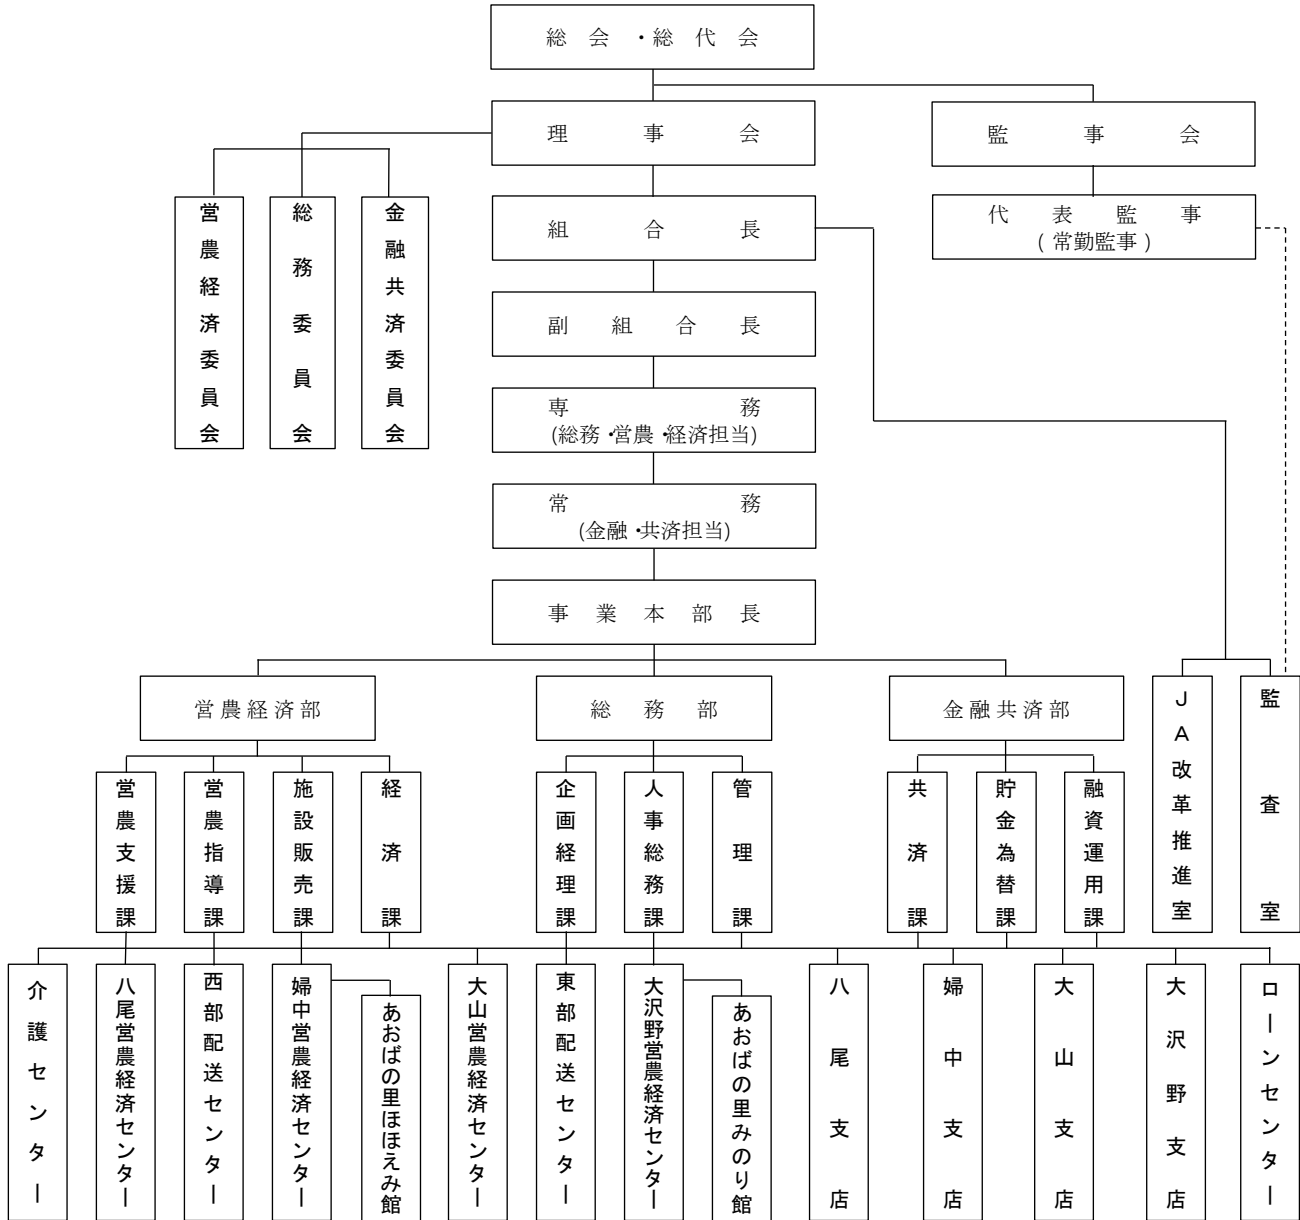 総会・総代会
理事会
監事会
営農経済委員会
総務委員会
金融共済委員会
組合長
代表監事
(常勤監事)
副組合長
専務
(総務・営農・経済担当)
常務
(金融・共済担当)
事業本部長
営農経済部
総務部
金融共済部
JA改革推進室
監査室
営農支援課
営農指導課
施設販売課
経済課
企画経理課
人事総務課
管理課
共済課
貯金為替課
融資運用課
介護センター
八尾営農経済センター
西部配送センター
婦中営農経済センター
あおばの里ほほえみ館
大山営農経済センター
東部配送センター
大沢野営農経済センター
あおばの里みのり館
八尾支店
婦中支店
大山支店
大沢野支店
ローンセンター